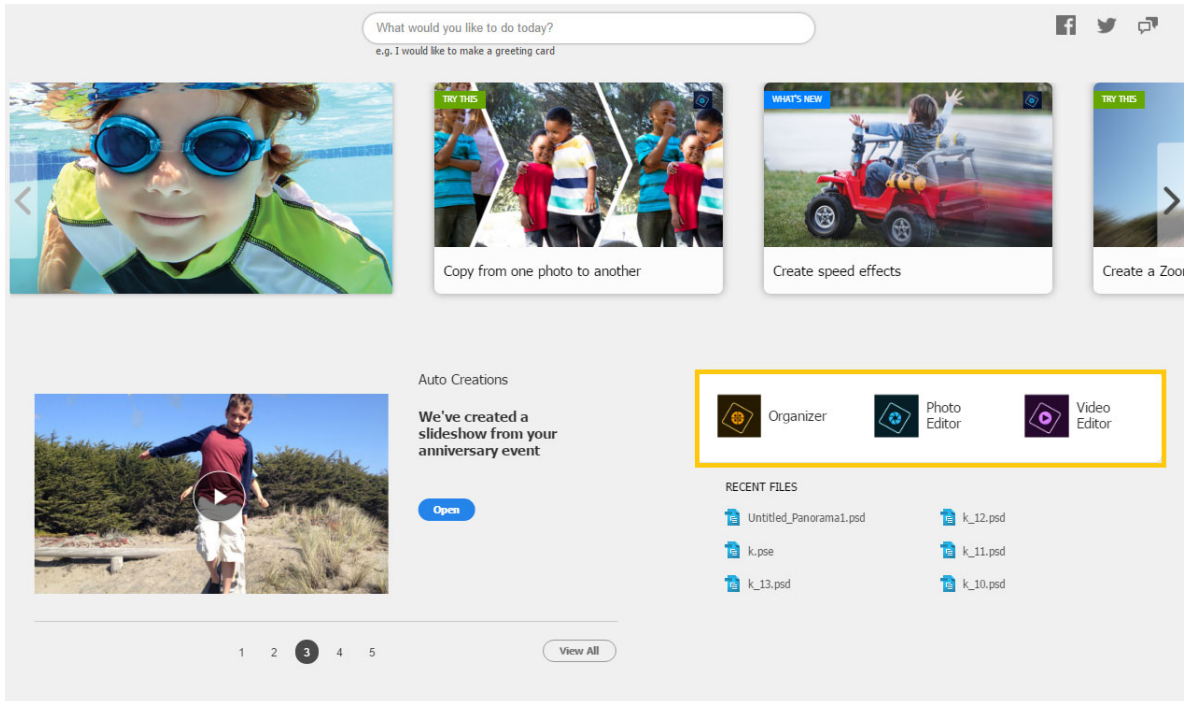 What would you like to do today?
e.g. I would like to make a greeting card
TRY THIS
Copy from one photo to another
WHAT'S NEW
Create speed effects
TRY THIS
Create a Zoo
Auto Creations
We've created a
slideshow from your
anniversary event
Open
1 2 3 4 5
View All
Organizer
Photo
Editor
Video
Editor
RECENT FILES
Untitled_Panorama1.psd
k_12.psd
k.pse
k_11.psd
k_13.psd
k_10.psd